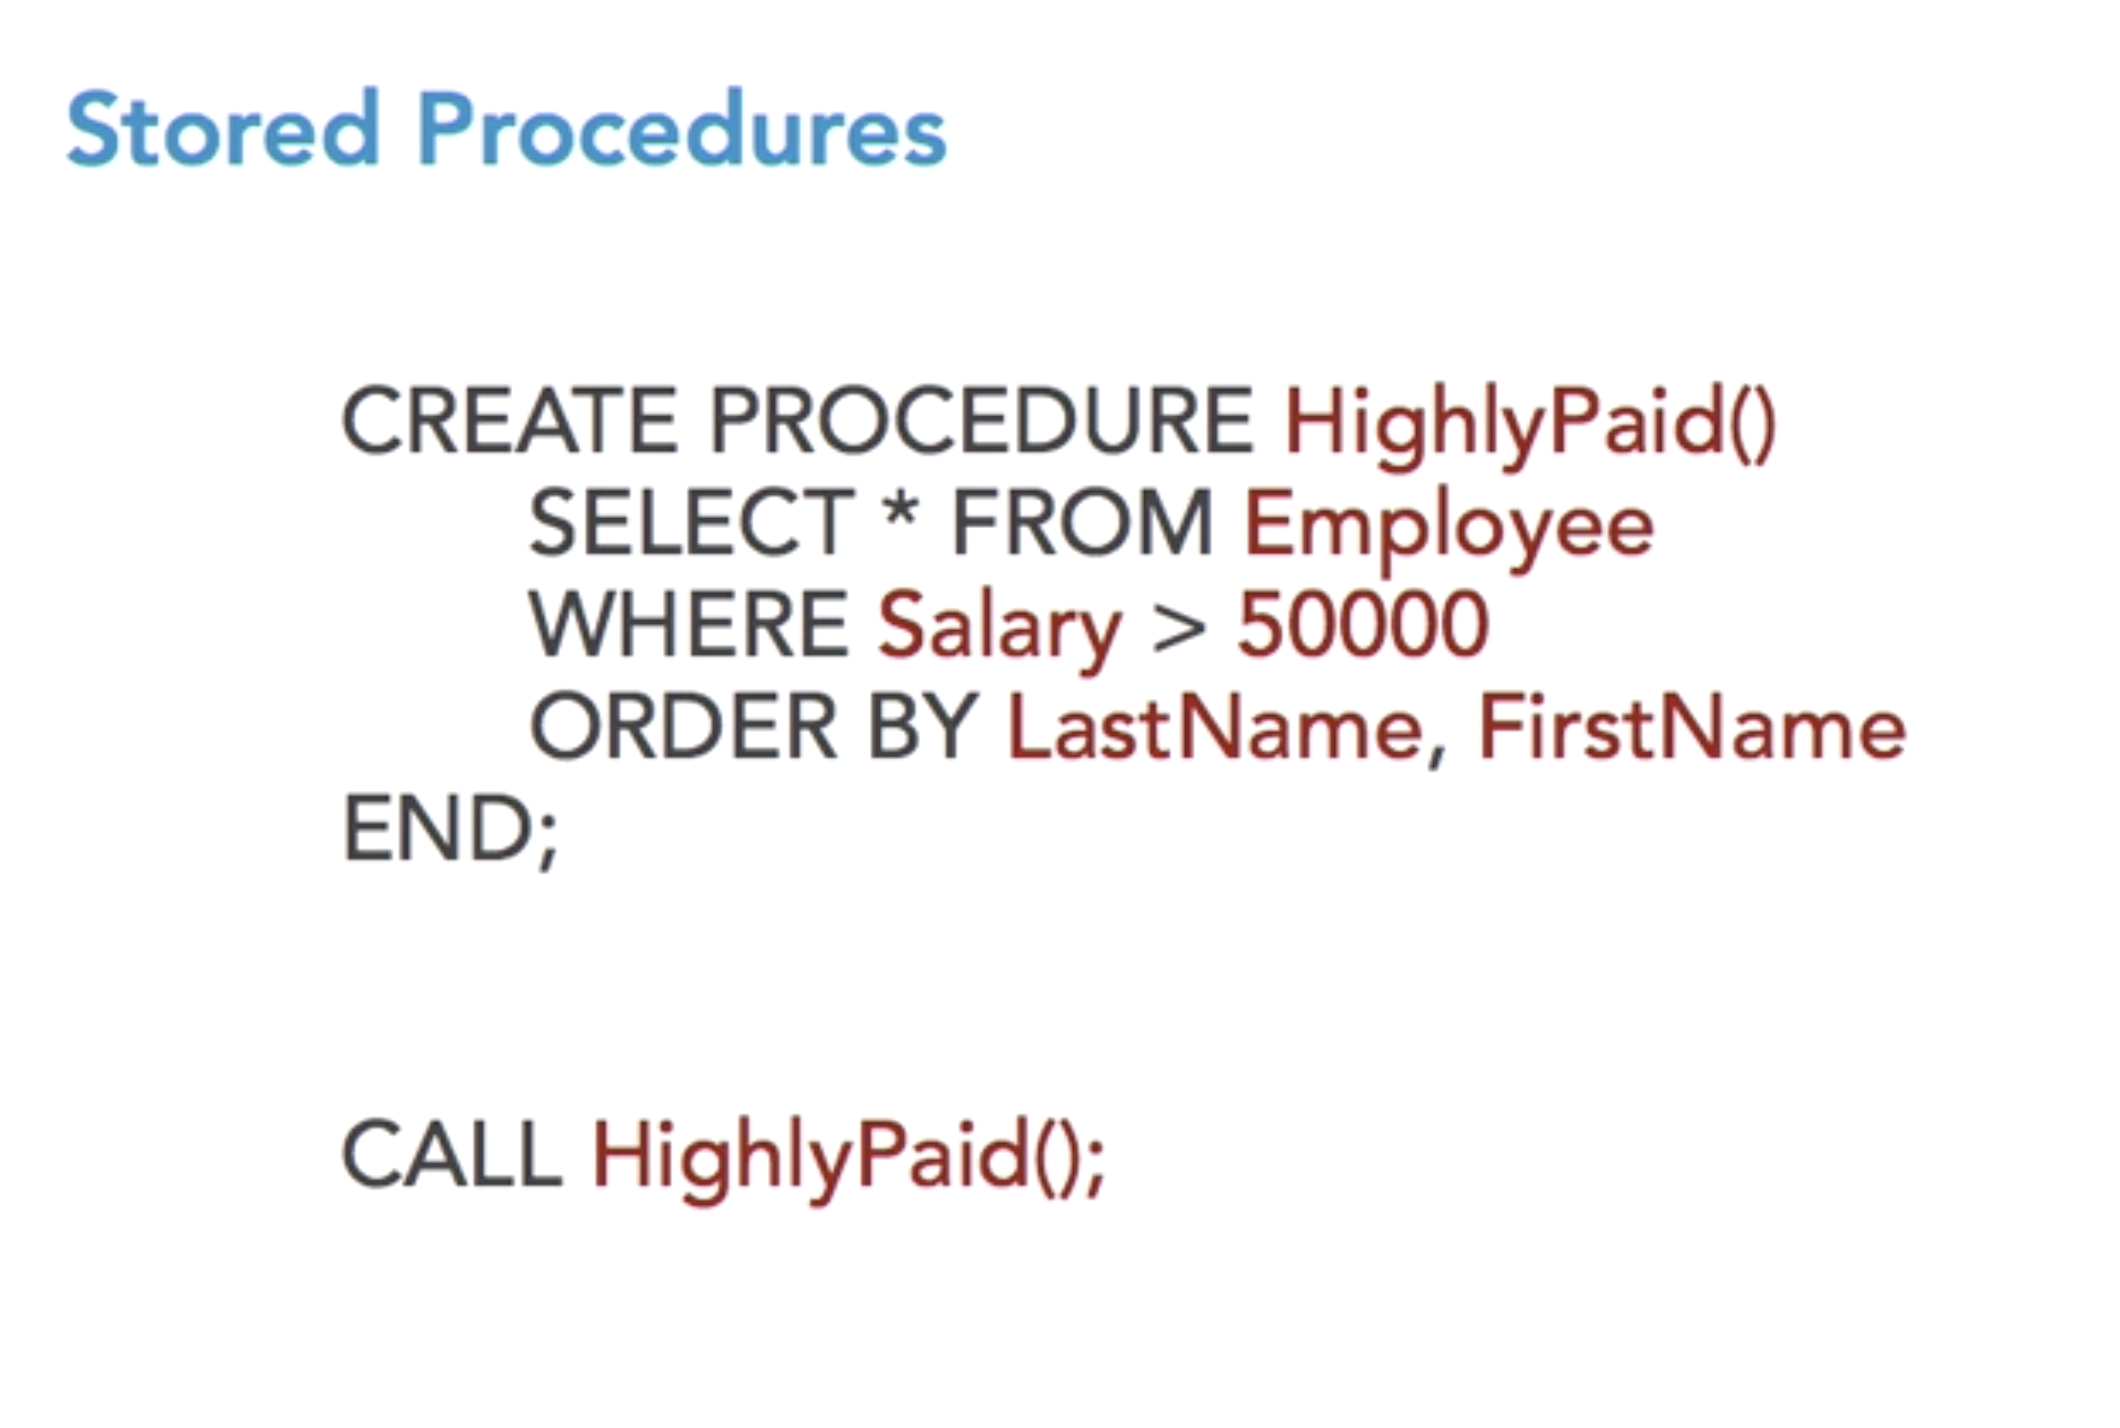 Stored Procedures
CREATE PROCEDURE HighlyPaid()
SELECT * FROM Employee
WHERE Salary > 50000
ORDER BY LastName, FirstName
END;
CALL HighlyPaid();